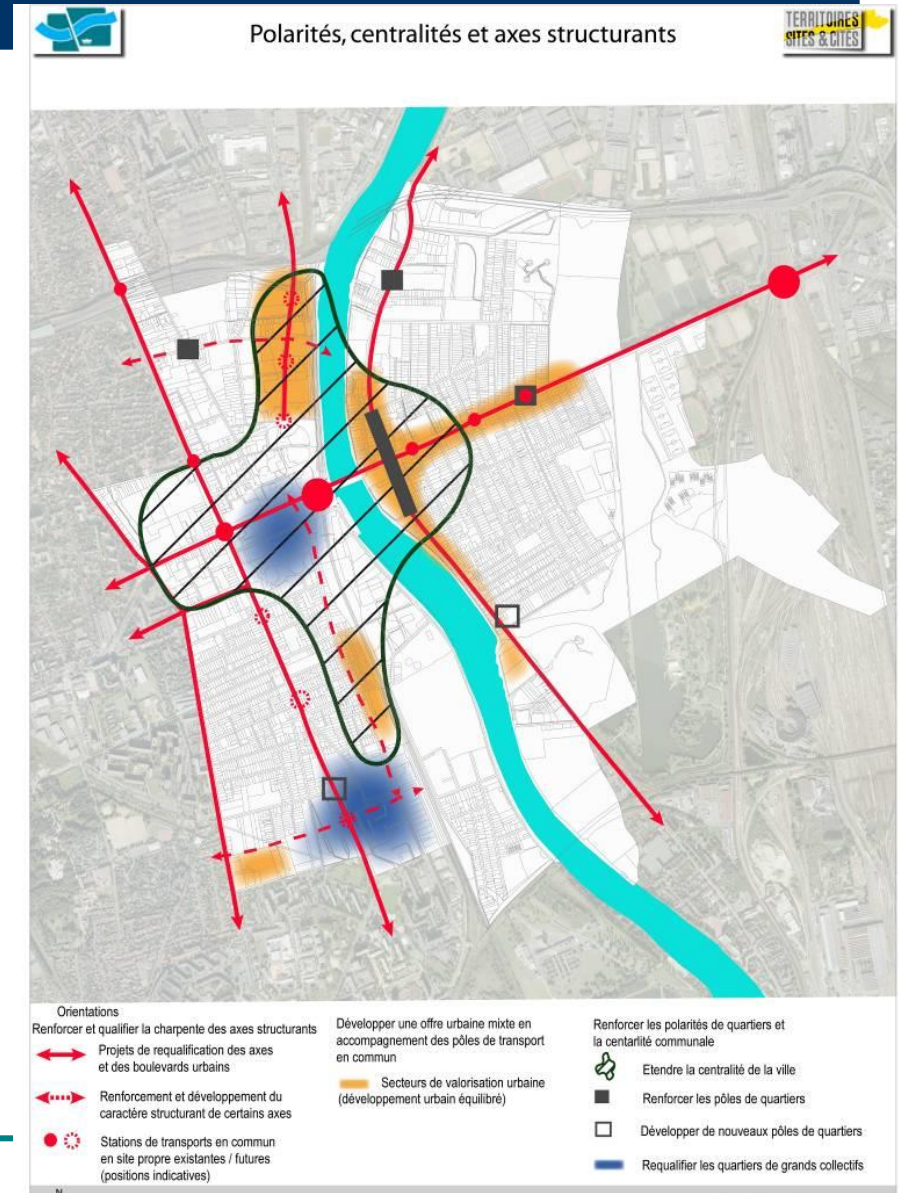 Polarités, centralités et axes structurants
TERRITOIRES
SITES & CITES
Orientations
Renforcer et qualifier la charpente des axes structurants
Projets de requalification des axes
et des boulevards urbains
Renforcement et développement du
caractère structurant de certains axes
Stations de transports en commun
en site propre existantes / futures
(positions indicatives)
Développer une offre urbaine mixte en
accompagnement des pôles de transport
en commun
Secteurs de valorisation urbaine
(développement urbain équilibré)
Renforcer les polarités de quartiers et
la centarlité communale
Etendre la centralité de la ville
Renforcer les pôles de quartiers
Développer de nouveaux pôles de quartiers
Requalifier les quartiers de grands collectifs
N